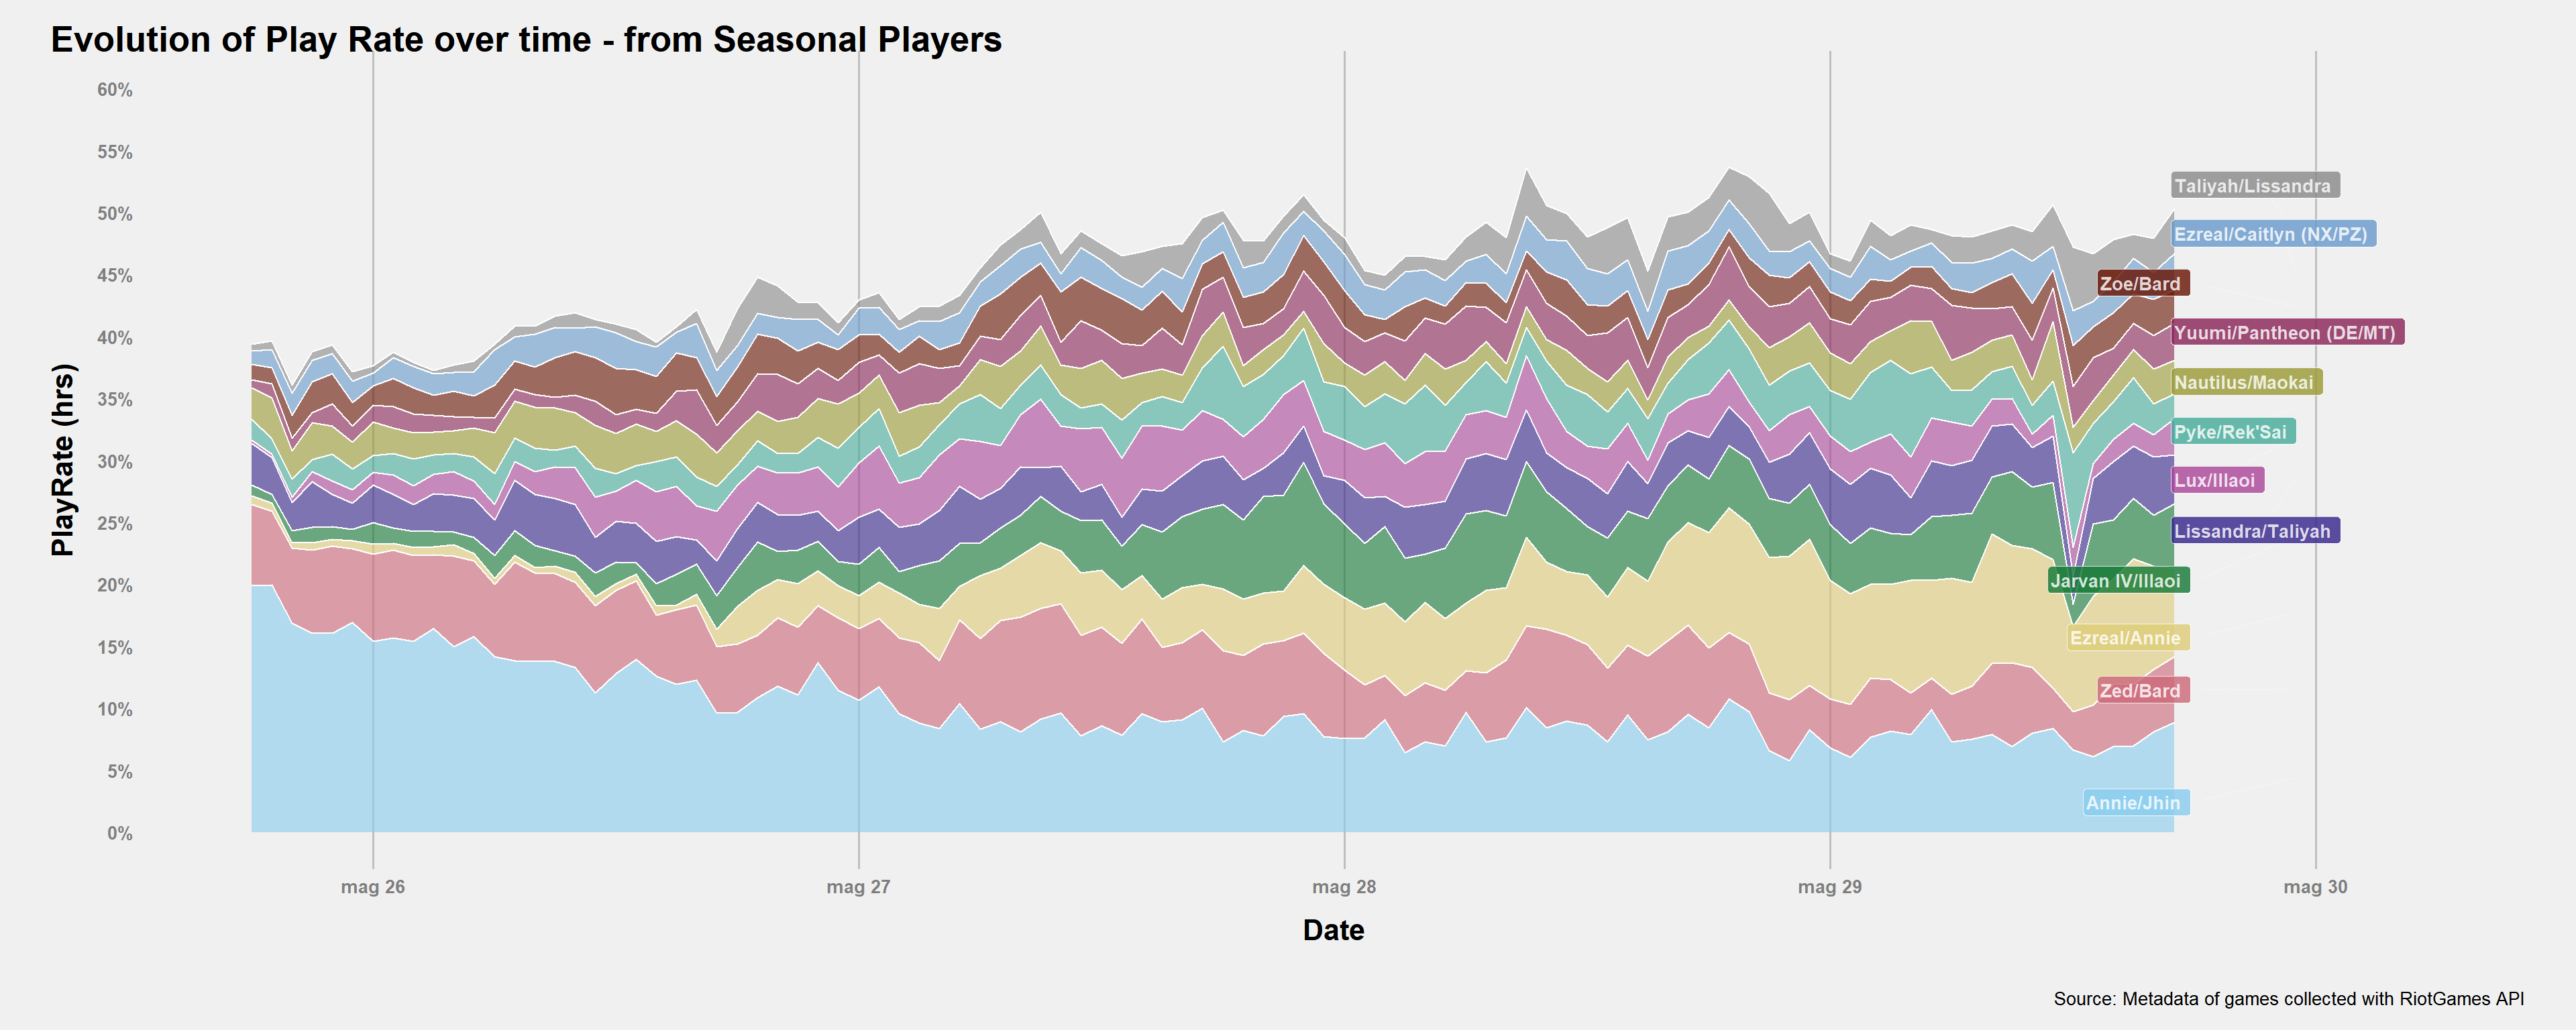 Evolution of Play Rate over time - from Seasonal Players
PlayRate (hrs)
60%
55%
50%
45%
40%
35%
30%
25%
20%
15%
10%
5%
0%
Taliyah/Lissandra
Ezreal/Caitlyn (NX/PZ)
Zoe/Bard
Yuumi/Pantheon (DE/MT)
Nautilus/Maokai
Pyke/Rek'Sai
Lux/Illaoi
Lissandra/Taliyah
Jarvan IV/Illaoi
Ezreal/Annie
Zed/Bard
Annie/Jhin
mag 26
mag 27
mag 28
mag 29
mag 30
Date
Source: Metadata of games collected with RiotGames API